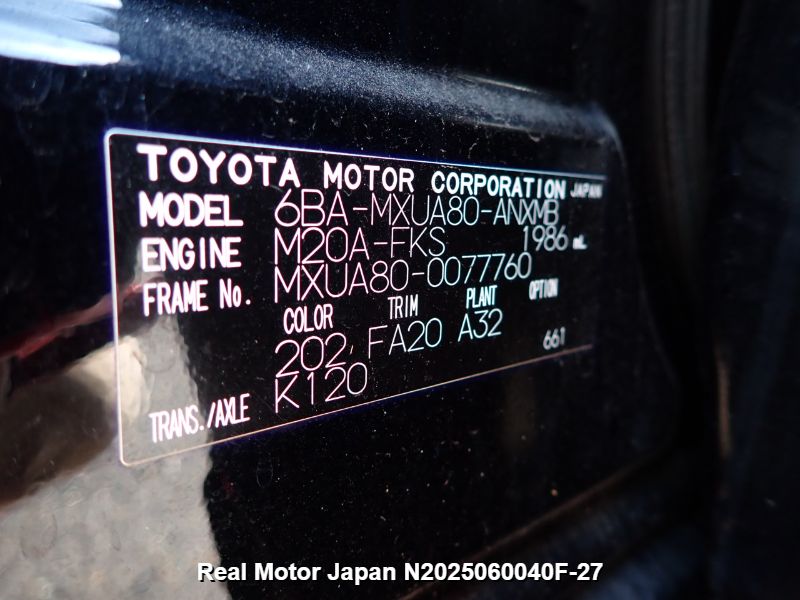 TOYOTA MOTOR CORPORATION JAPAN
MODEL 6BA-MXUA80-ANXMB
ENGINE M20A-FKS 1986 mL
FRAME No. MXUA80-0077760
COLOR TRIM PLANT OPTION
202, FA20 A32 661
TRANS./AXLE K120
Real Motor Japan N2025060040F-27